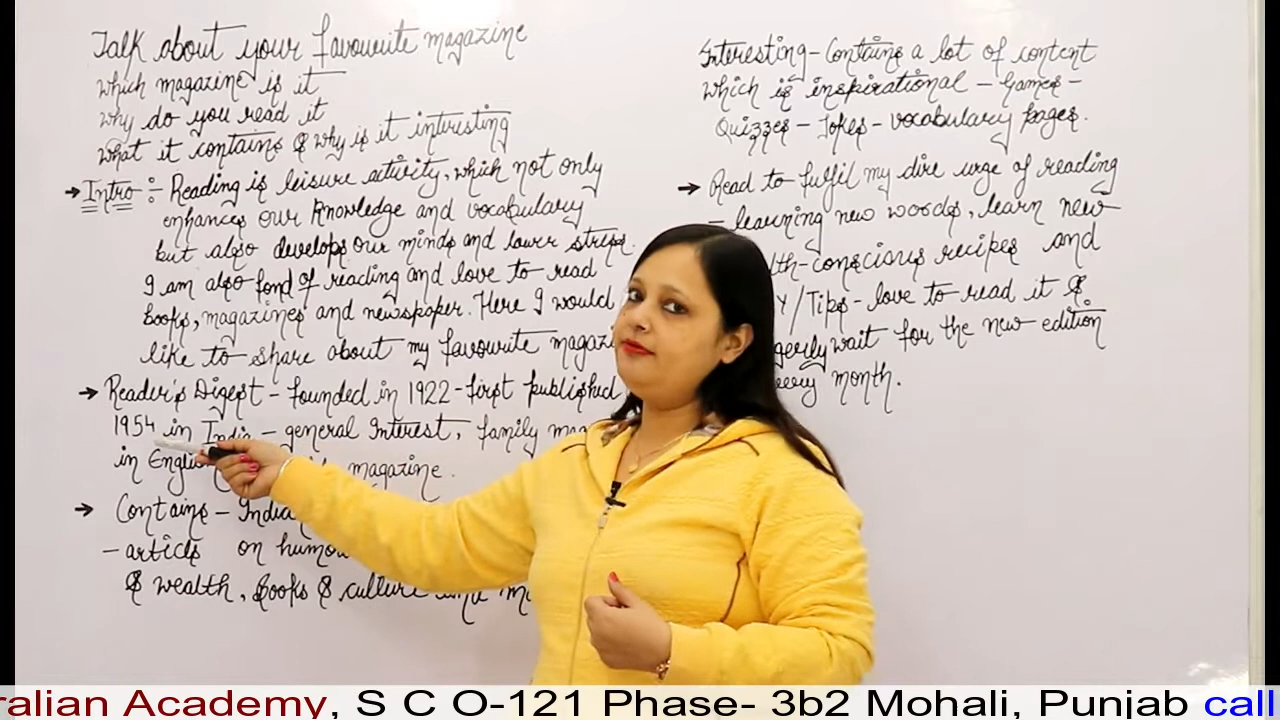 Talk about your favourite magazine
which magazine is it
why do you read it
what it contains & why is it interesting
→ Intro :- Reading is leisure activity, which not only
enhances our knowledge and vocabulary
but also develops our minds and lower stress.
I am also fond of reading and love to read
books, magazines and newspaper. Here I would
like to share about my favourite magazi
→ Reader's Digest - founded in 1922 - first published
1954 in India - general Interest, family
in magazine.
→ Contains -
- articls on
& wealth, books & culture
Interesting - Contains a lot of content
which is inspirational - Games -
Quizzes - Jokes - vocabulary pages.
→ Read to fulfil my dire urge of reading
- learning new words, learn new
lth-conscious recipes and
Y/Tips - love to read it &
gerly wait for the new edition
month.
ralian Academy, S C O-121 Phase- 3b2 Mohali, Punjab call